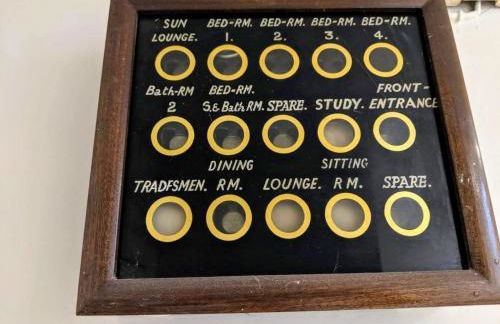 SUN BED-RM. BED-RM. BED-RM. BED-RM.
LOUNGE. 1. 2. 3. 4.
Bath-RM BED-RM. FRONT-
2 5.& Bath RM. SPARE. STUDY. ENTRANCE
DINING SITTING
TRADESMEN. RM. LOUNGE. RM. SPARE.